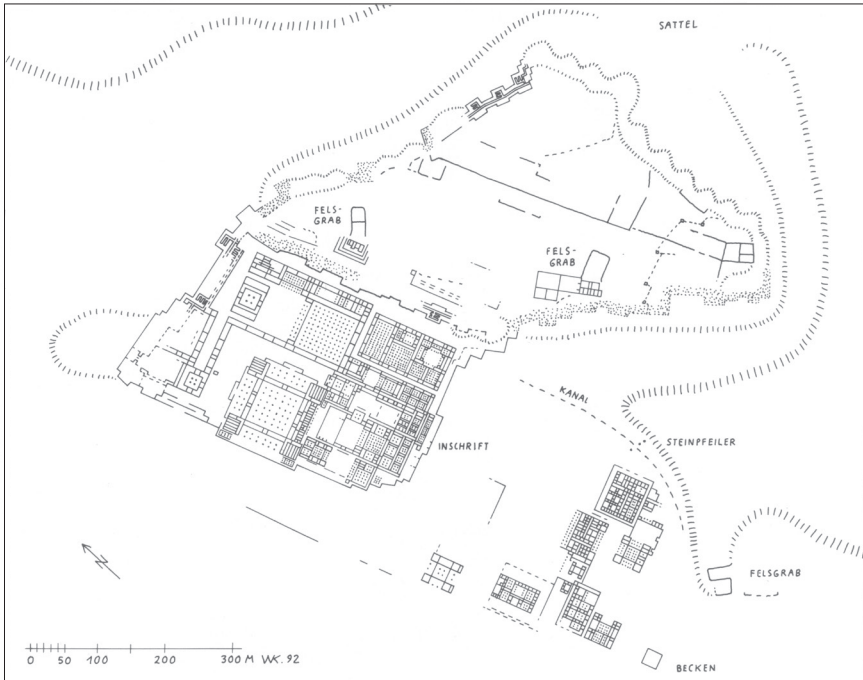 SATTEL
FELS-
GRAB
FELS-
GRAB
KANAL
STEINPFEILER
INSCHRIFT
FELSGRAB
BECKEN
N
0 50 100 200 300 M WK. 92